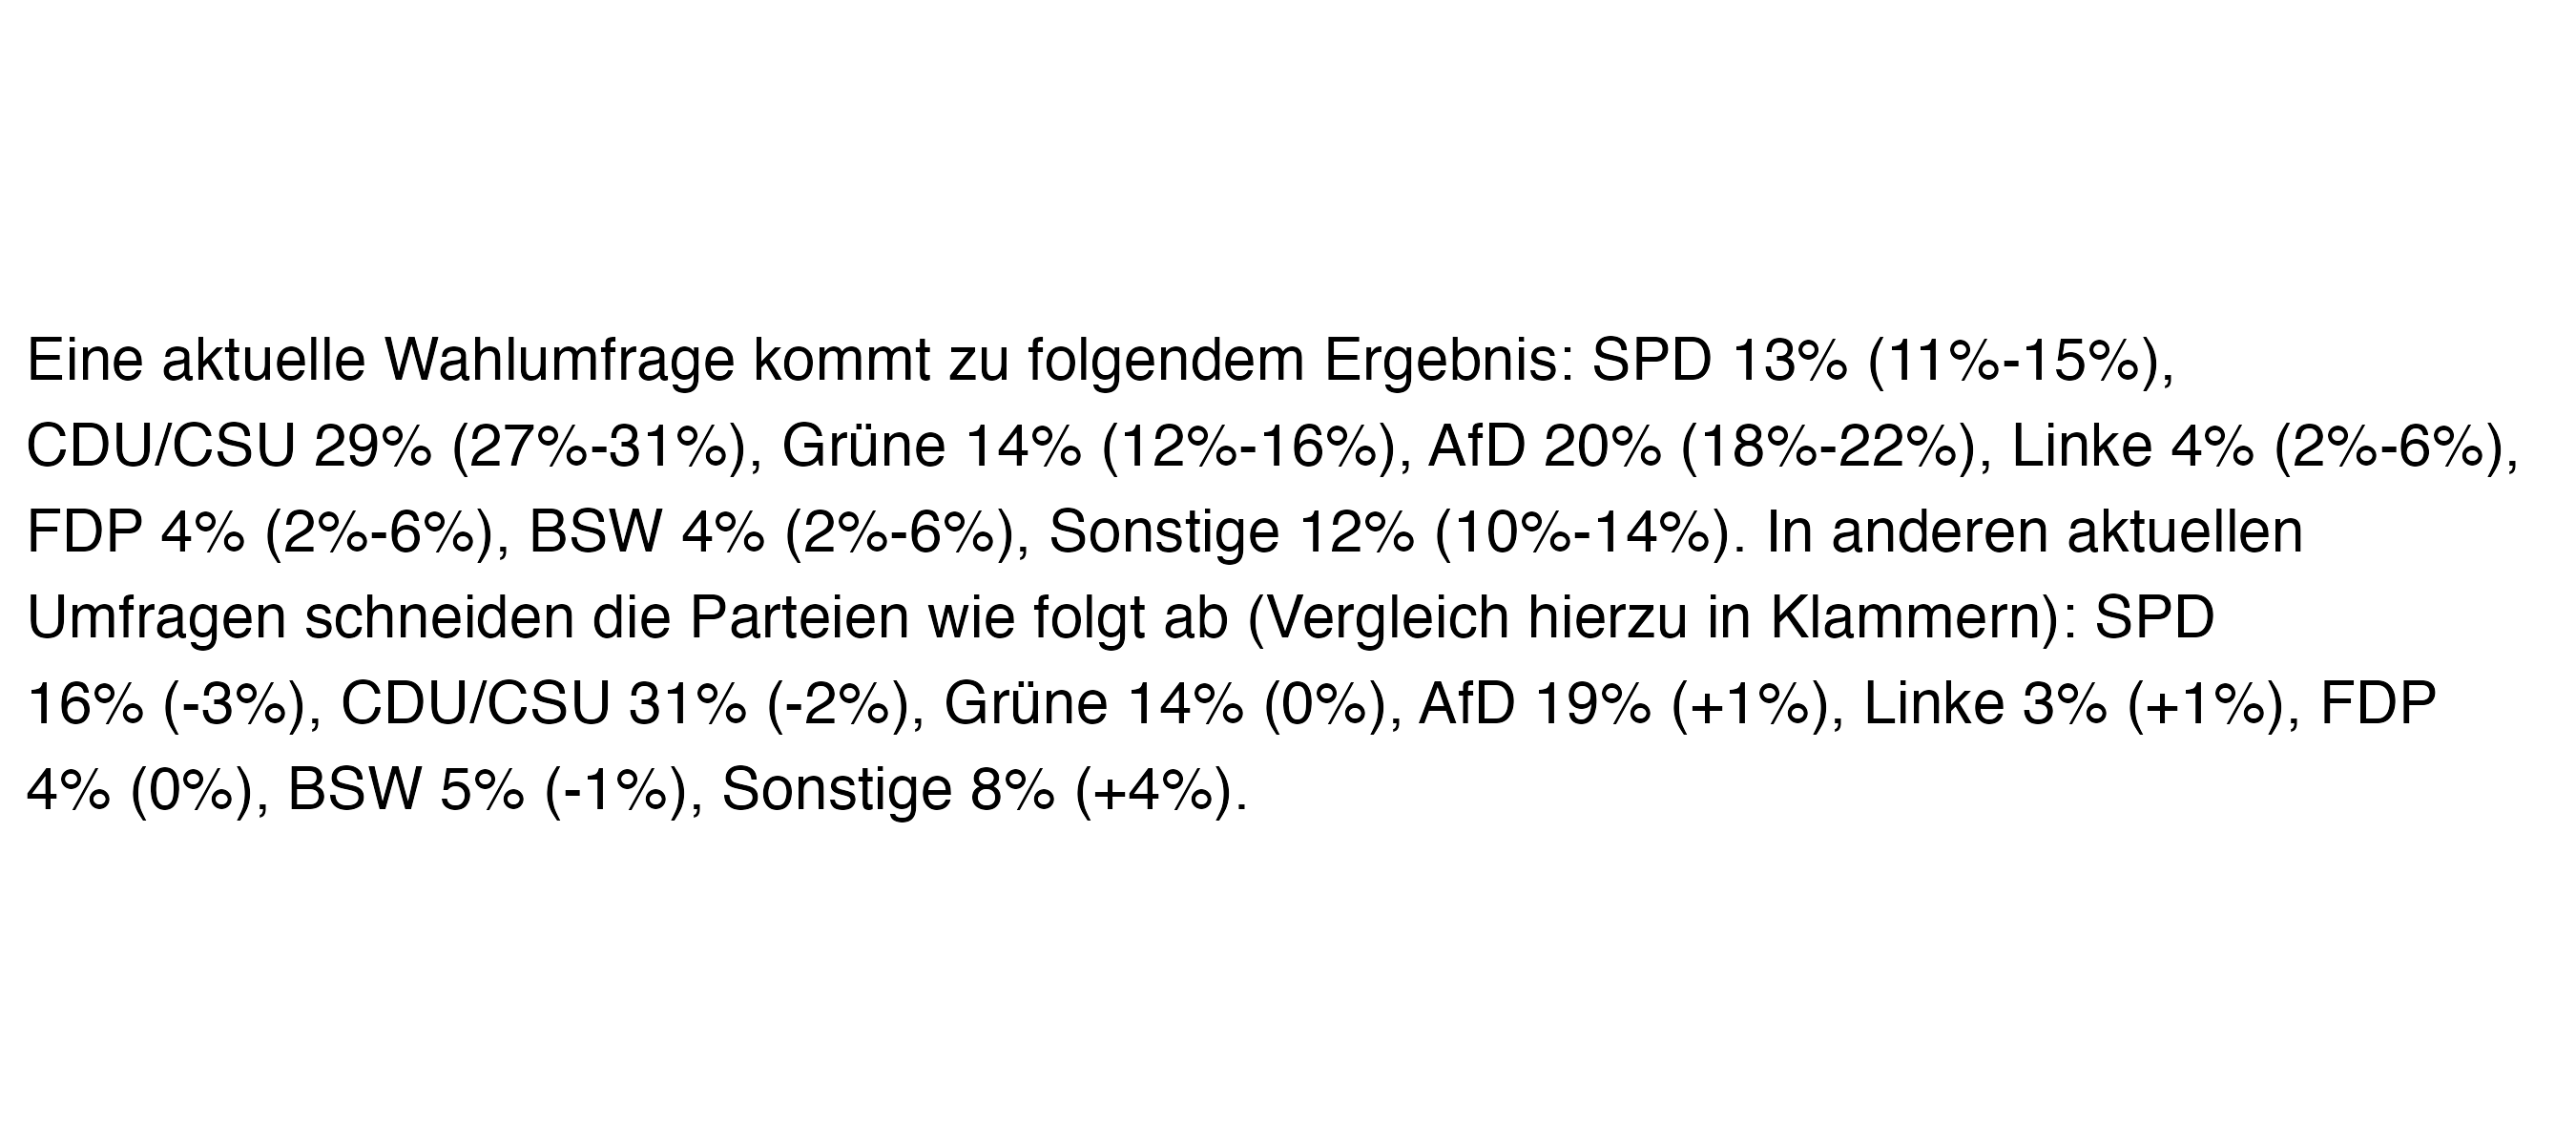 Eine aktuelle Wahlumfrage kommt zu folgendem Ergebnis: SPD 13% (11%-15%),
CDU/CSU 29% (27%-31%), Grüne 14% (12%-16%), AfD 20% (18%-22%), Linke 4% (2%-6%),
FDP 4% (2%-6%), BSW 4% (2%-6%), Sonstige 12% (10%-14%). In anderen aktuellen
Umfragen schneiden die Parteien wie folgt ab (Vergleich hierzu in Klammern): SPD
16% (-3%), CDU/CSU 31% (-2%), Grüne 14% (0%), AfD 19% (+1%), Linke 3% (+1%), FDP
4% (0%), BSW 5% (-1%), Sonstige 8% (+4%).